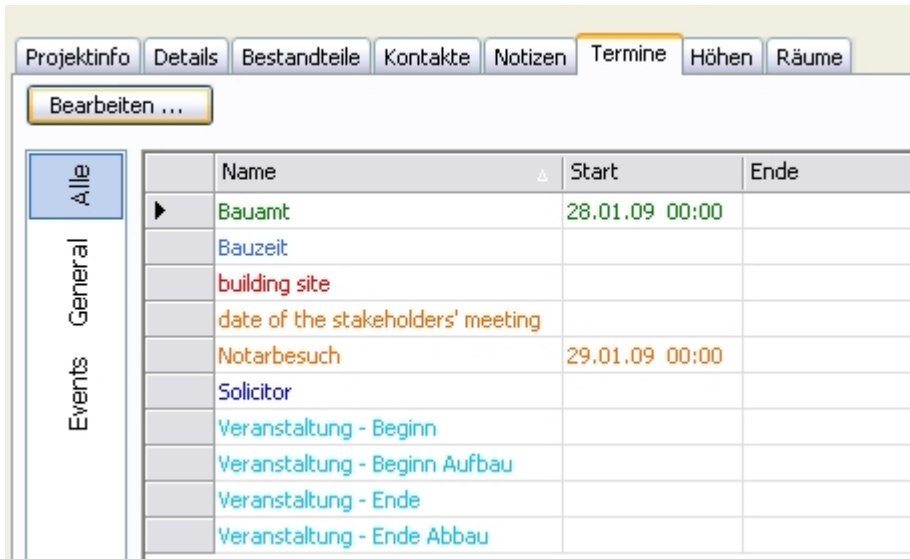 Projektinfo Details Bestandteile Kontakte Notizen Termine Höhen Räume
Bearbeiten ...
Alle
General
Events
Name Start Ende
Bauamt 28.01.09 00:00
Bauzeit
building site
date of the stakeholders' meeting
Notarbesuch 29.01.09 00:00
Solicitor
Veranstaltung - Beginn
Veranstaltung - Beginn Aufbau
Veranstaltung - Ende
Veranstaltung - Ende Abbau